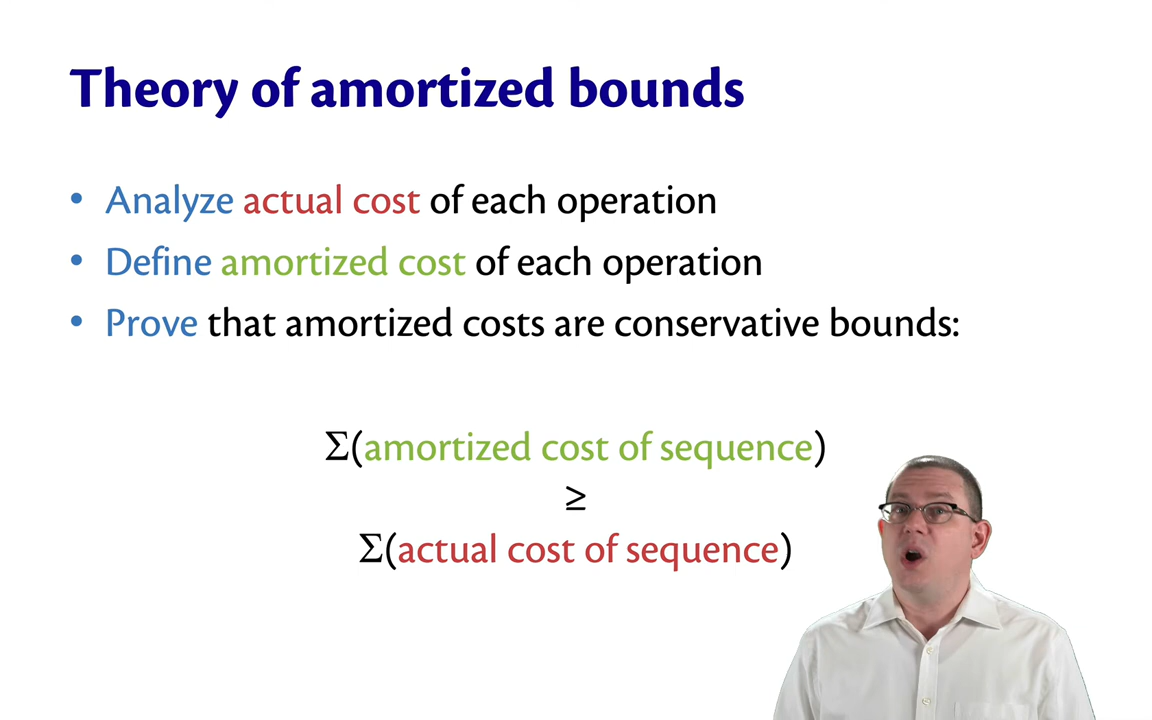 Theory of amortized bounds
• Analyze actual cost of each operation
• Define amortized cost of each operation
• Prove that amortized costs are conservative bounds:
Σ(amortized cost of sequence)
≥
Σ(actual cost of sequence)